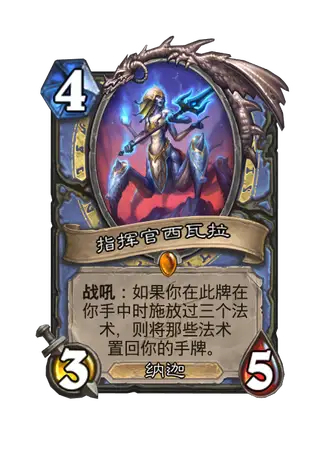 4
指挥官西瓦拉
战吼：如果你在此牌在
你手中时施放过三个法
术，则将那些法术
置回你的手牌。
3
纳迦
5